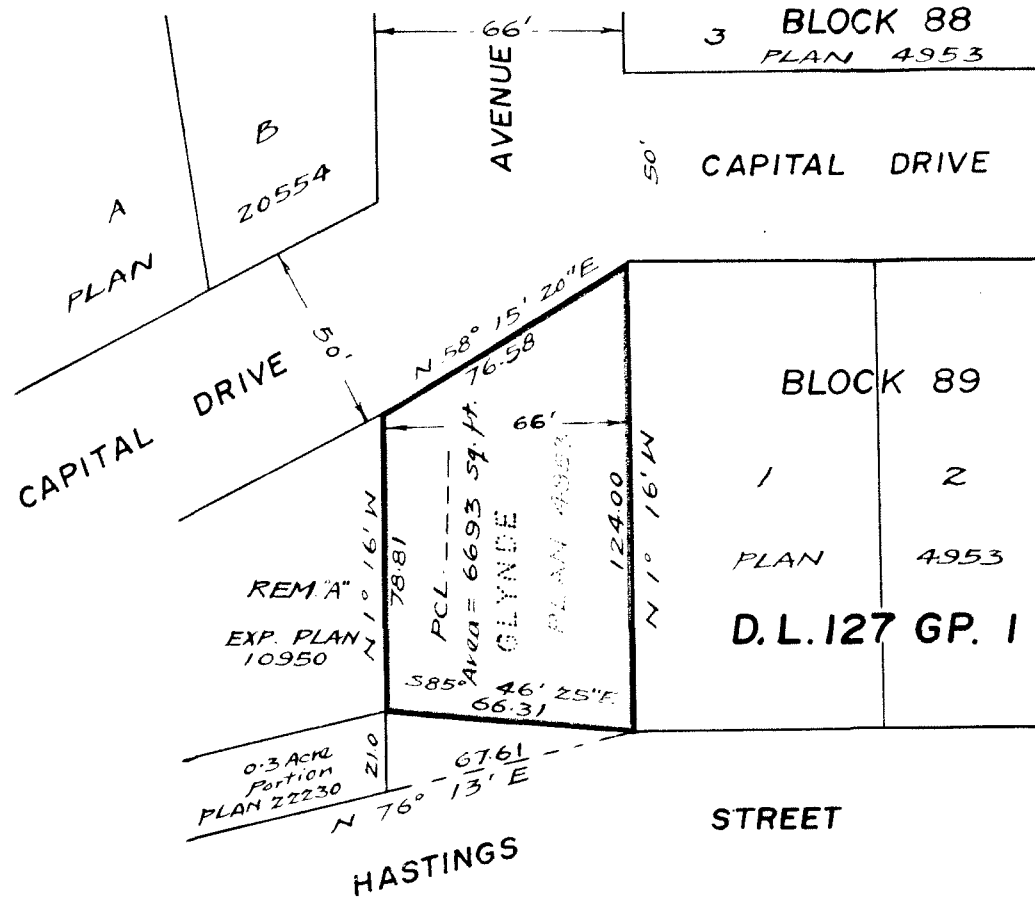 66'
AVENUE
3 BLOCK 88
PLAN 4953
50'
CAPITAL DRIVE
A
B
PLAN 20554
50'
CAPITAL DRIVE
N 58° 15' 20"E
76.58
66'
BLOCK 89
1 2
PLAN 4953
D.L. 127 GP. 1
N 1° 16' W
78.81
PCL.
Area = 6693 sq. ft.
GLYNDE
PLAN 4953
124.00
N 1° 16' W
REM. "A"
EXP. PLAN
10950
S85° 46' 25"E
66.31
0.3 Acre
Portion
PLAN 22230
21.0
67.61
N 76° 13' E
HASTINGS STREET